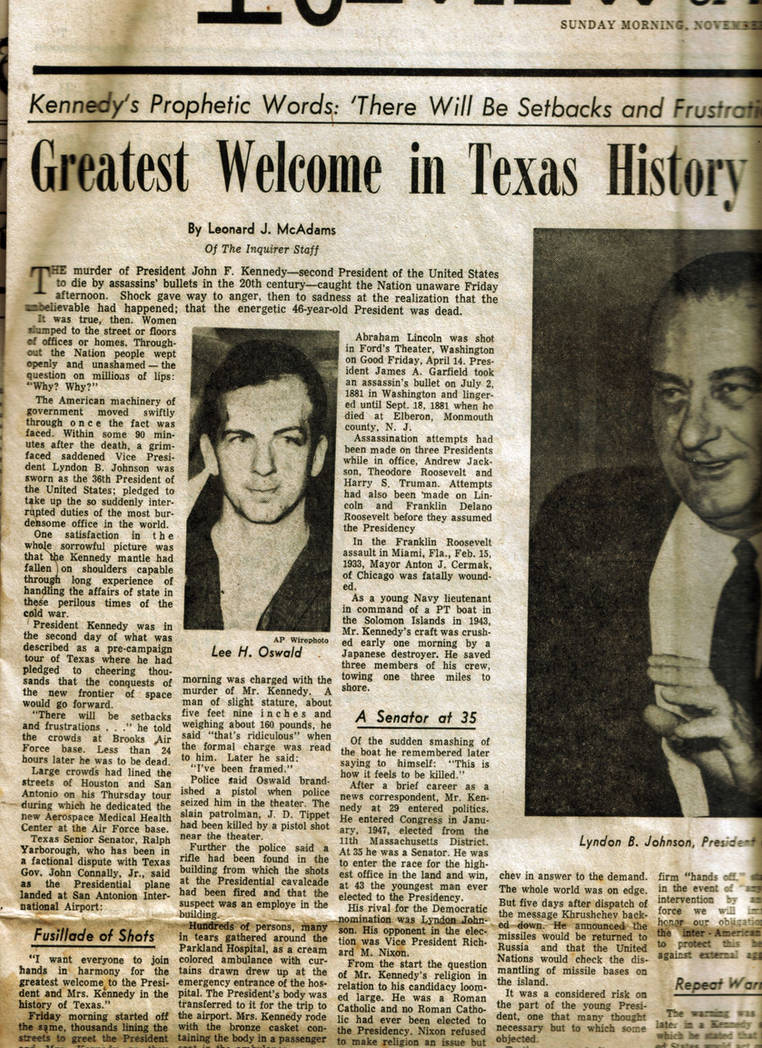 SUNDAY MORNING, NOVEMBER
Kennedy's Prophetic Words: 'There Will Be Setbacks and Frustrati
Greatest Welcome in Texas History
By Leonard J. McAdams
Of The Inquirer Staff
THE murder of President John F. Kennedy—second President of the United States
to die by assassins' bullets in the 20th century—caught the Nation unaware Friday
afternoon. Shock gave way to anger, then to sadness at the realization that the
unbelievable had happened; that the energetic 46-year-old President was dead.
It was true, then. Women
slumped to the street or floors
of offices or homes. Through-
out the Nation people wept
openly and unashamed — the
question on millions of lips:
"Why? Why?"
The American machinery of
government moved swiftly
through once the fact was
faced. Within some 90 min-
utes after the death, a grim-
faced saddened Vice Presi-
dent Lyndon B. Johnson was
sworn as the 36th President of
the United States; pledged to
take up the so suddenly inter-
rupted duties of the most bur-
densome office in the world.
One satisfaction in the
whole sorrowful picture was
that the Kennedy mantle had
fallen on shoulders capable
through long experience of
handling the affairs of state in
these perilous times of the
cold war.
President Kennedy was in
the second day of what was
described as a pre-campaign
tour of Texas where he had
pledged to cheering thou-
sands that the conquests of
the new frontier of space
would go forward.
"There will be setbacks
and frustrations . . ." he told
the crowds at Brooks Air
Force base. Less than 24
hours later he was to be dead.
Large crowds had lined the
streets of Houston and San
Antonio on his Thursday tour
during which he dedicated the
new Aerospace Medical Health
Center at the Air Force base.
Texas Senior Senator, Ralph
Yarborough, who has been in
a factional dispute with Texas
Gov. John Connally, Jr., said
as the Presidential plane
landed at San Antonion Inter-
national Airport:
Fusillade of Shots
"I want everyone to join
hands in harmony for the
greatest welcome to the Presi-
dent and Mrs. Kennedy in the
history of Texas."
Friday morning started off
the same, thousands lining the
streets to greet the President
AP Wirephoto
Lee H. Oswald
morning was charged with the
murder of Mr. Kennedy. A
man of slight stature, about
five feet nine inches and
weighing about 160 pounds, he
said "that's ridiculous" when
the formal charge was read
to him. Later he said:
"I've been framed."
Police said Oswald brand-
ished a pistol when police
seized him in the theater. The
slain patrolman, J. D. Tippet
had been killed by a pistol shot
near the theater.
Further the police said a
rifle had been found in the
building from which the shots
at the Presidential cavalcade
had been fired and that the
suspect was an employe in the
building.
Hundreds of persons, many
in tears gathered around the
Parkland Hospital, as a cream
colored ambulance with cur-
tains drawn drew up at the
emergency entrance of the hos-
pital. The President's body was
transferred to it for the trip to
the airport. Mrs. Kennedy rode
with the bronze casket con-
taining the body in a passenger
Abraham Lincoln was shot
in Ford's Theater, Washington
on Good Friday, April 14. Pres-
ident James A. Garfield took
an assassin's bullet on July 2,
1881 in Washington and linger-
ed until Sept. 18, 1881 when he
died at Elberon, Monmouth
county, N. J.
Assassination attempts had
been made on three Presidents
while in office, Andrew Jack-
son, Theodore Roosevelt and
Harry S. Truman. Attempts
had also been made on Lin-
coln and Franklin Delano
Roosevelt before they assumed
the Presidency
In the Franklin Roosevelt
assault in Miami, Fla., Feb. 15,
1933, Mayor Anton J. Cermak,
of Chicago was fatally wound-
ed.
As a young Navy lieutenant
in command of a PT boat in
the Solomon Islands in 1943,
Mr. Kennedy's craft was crush-
ed early one morning by a
Japanese destroyer. He saved
three members of his crew,
towing one three miles to
shore.
A Senator at 35
Of the sudden smashing of
the boat he remembered later
saying to himself: "This is
how it feels to be killed."
After a brief career as a
news correspondent, Mr. Ken-
nedy at 29 entered politics.
He entered Congress in Janu-
ary, 1947, elected from the
11th Massachusetts District.
At 35 he was a Senator. He was
to enter the race for the high-
est office in the land and win,
at 43 the youngest man ever
elected to the Presidency.
His rival for the Democratic
nomination was Lyndon John-
son. His opponent in the elec-
tion was Vice President Rich-
ard M. Nixon.
From the start the question
of Mr. Kennedy's religion in
relation to his candidacy loom-
ed large. He was a Roman
Catholic and no Roman Catho-
lic had ever been elected to
the Presidency. Nixon refused
to make religion an issue but
Lyndon B. Johnson, President
chev in answer to the demand.
The whole world was on edge.
But five days after dispatch of
the message Khrushchev back-
ed down. He announced the
missiles would be returned to
Russia and that the United
Nations would check the dis-
mantling of missile bases on
the island.
It was a considered risk on
the part of the young Presi-
dent, one that many thought
necessary but to which some
objected.
firm "hands off."
in the event of "any
intervention by an
force we will
honor our obligation
the inter-American
to protect this
against external ag
Repeat Warn
The warning was
later in a Kennedy
which he stated that